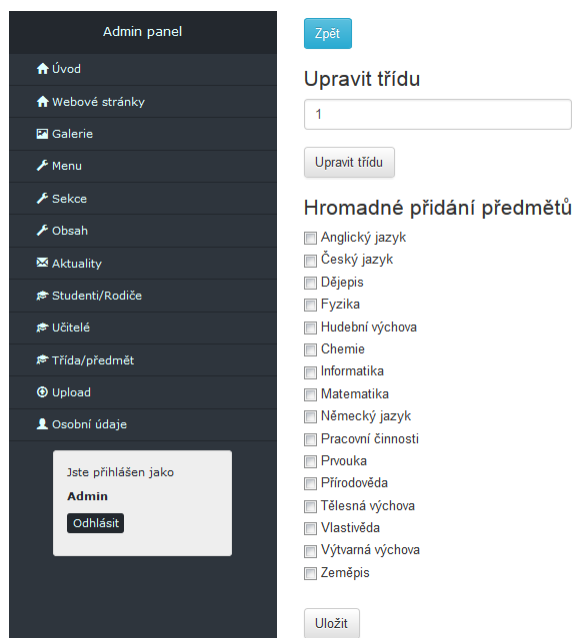 Admin panel
Úvod
Webové stránky
Galerie
Menu
Sekce
Obsah
Aktuality
Studenti/Rodiče
Učitelé
Třída/předmět
Upload
Osobní údaje
Jste přihlášen jako
Admin
Odhlásit
Zpět
Upravit třídu
1
Upravit třídu
Hromadné přidání předmětů
Anglický jazyk
Český jazyk
Dějepis
Fyzika
Hudební výchova
Chemie
Informatika
Matematika
Německý jazyk
Pracovní činnosti
Prvouka
Přírodověda
Tělesná výchova
Vlastivěda
Výtvarná výchova
Zeměpis
Uložit